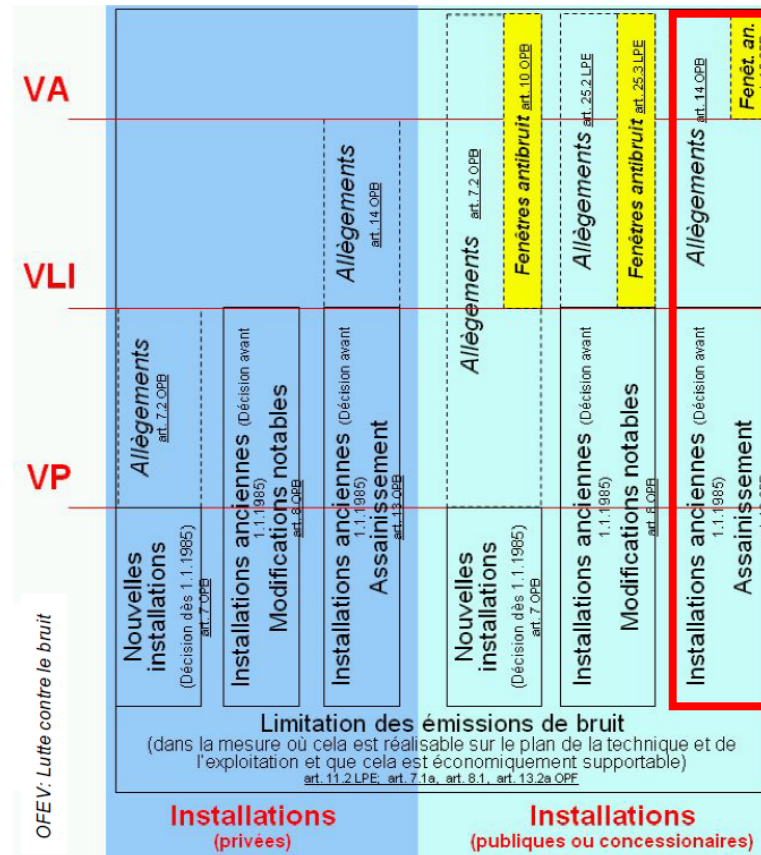 VA
VLI
VP
OFEV: Lutte contre le bruit
Allègements
art. 7.2 OPB
Nouvelles
installations
(Décision dès 1.1.1985)
art. 7 OPB
Installations anciennes (Décision avant
1.1.1985)
Modifications notables
art. 8 OPB
Allègements
art. 14 OPB
Installations anciennes (Décision avant
1.1.1985)
Assainissement
art. 13 OPB
Allègements art. 7.2 OPB
Fenêtres antibruit art. 10 OPB
Nouvelles
installations
(Décision dès 1.1.1985)
art. 7 OPB
Allègements art. 25.2 LPE
Fenêtres antibruit art. 25.3 LPE
Installations anciennes (Décision avant
1.1.1985)
Modifications notables
art. 8 OPB
Allègements art. 14 OPB
Fenêt. an.
Installations anciennes (Décision avant
1.1.1985)
Assainissement
Limitation des émissions de bruit
(dans la mesure où cela est réalisable sur le plan de la technique et de
l'exploitation et que cela est économiquement supportable)
art. 11.2 LPE; art. 7.1a, art. 8.1, art. 13.2a OPF
Installations
(privées)
Installations
(publiques ou concessionaires)